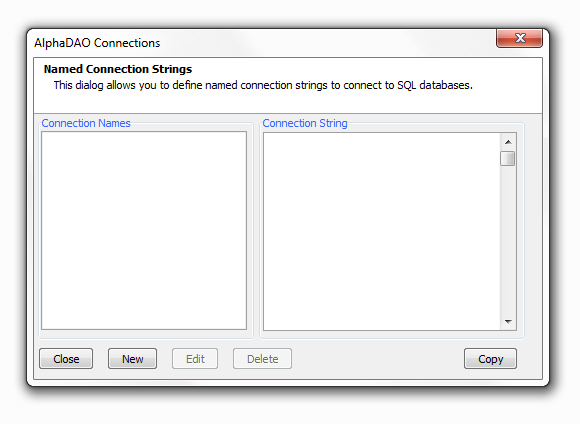 AlphaDAO Connections
Named Connection Strings
This dialog allows you to define named connection strings to connect to SQL databases.
Connection Names
Connection String
Close
New
Edit
Delete
Copy